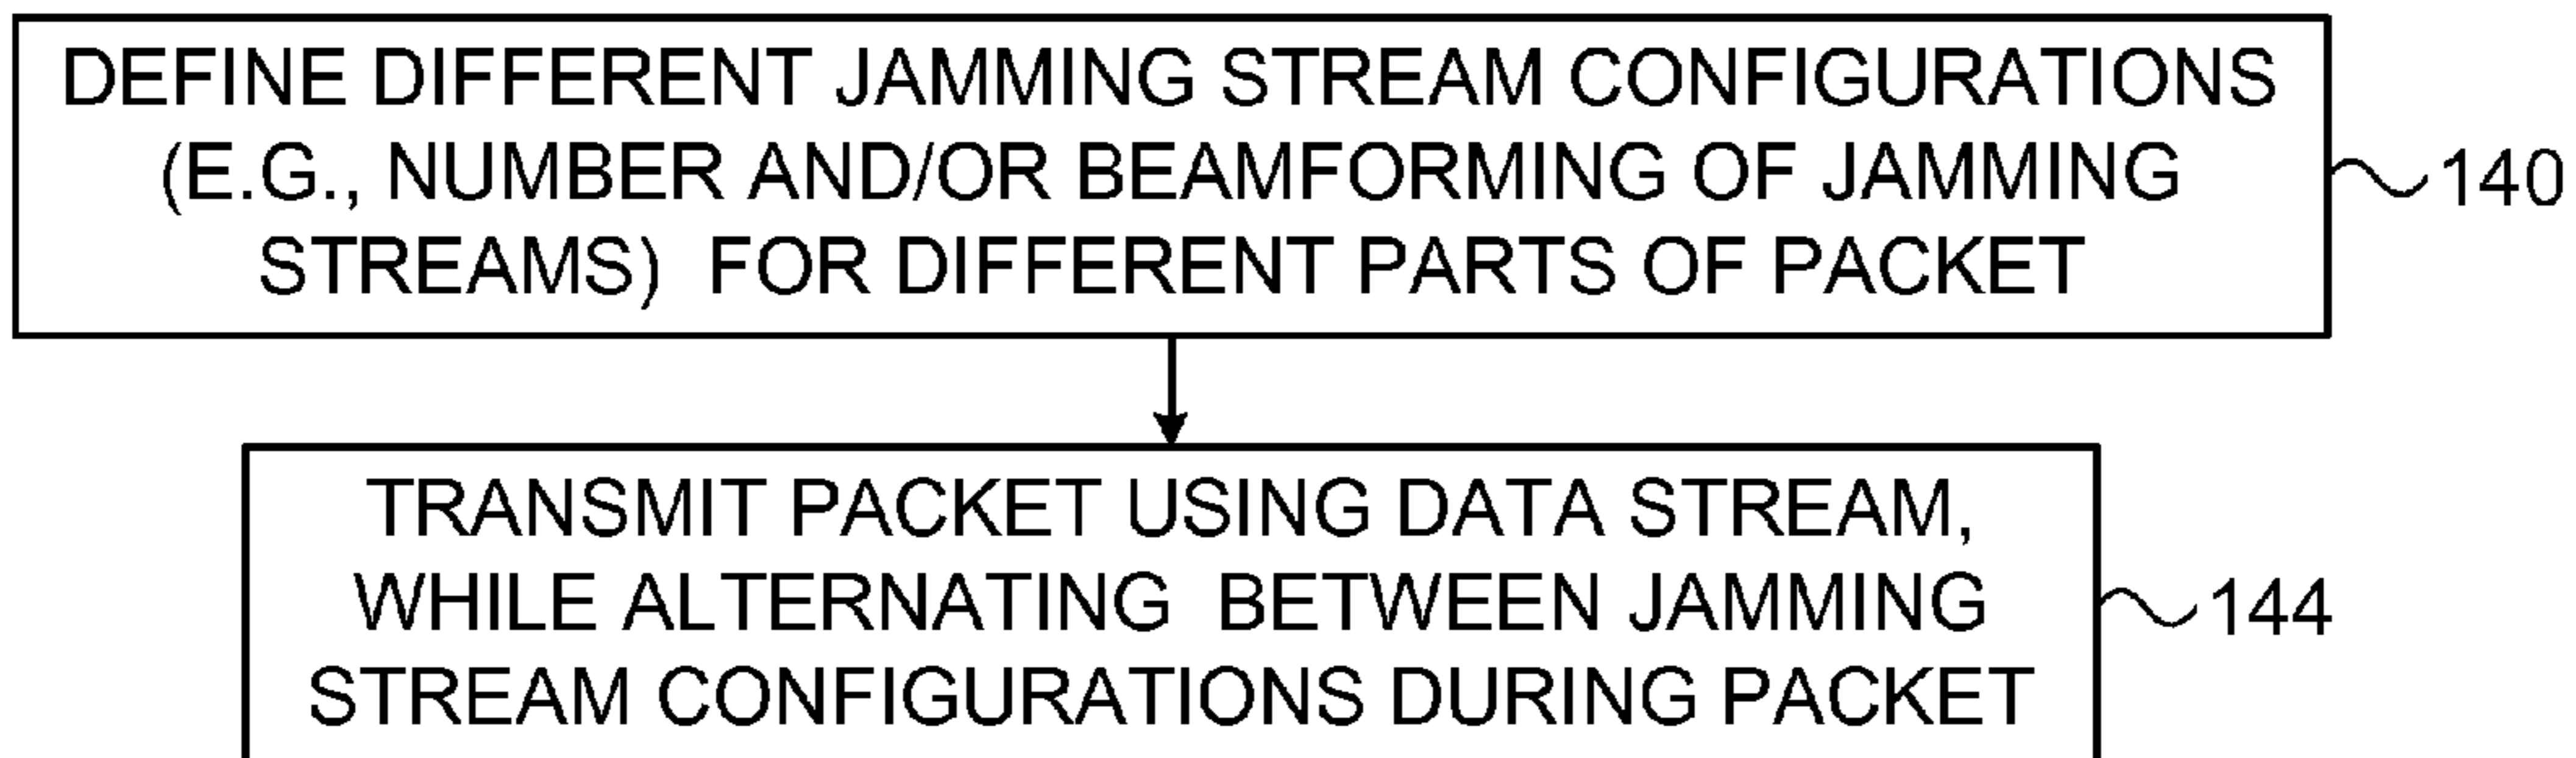 DEFINE DIFFERENT JAMMING STREAM CONFIGURATIONS
(E.G., NUMBER AND/OR BEAMFORMING OF JAMMING
STREAMS) FOR DIFFERENT PARTS OF PACKET
140
TRANSMIT PACKET USING DATA STREAM,
WHILE ALTERNATING BETWEEN JAMMING
STREAM CONFIGURATIONS DURING PACKET
144